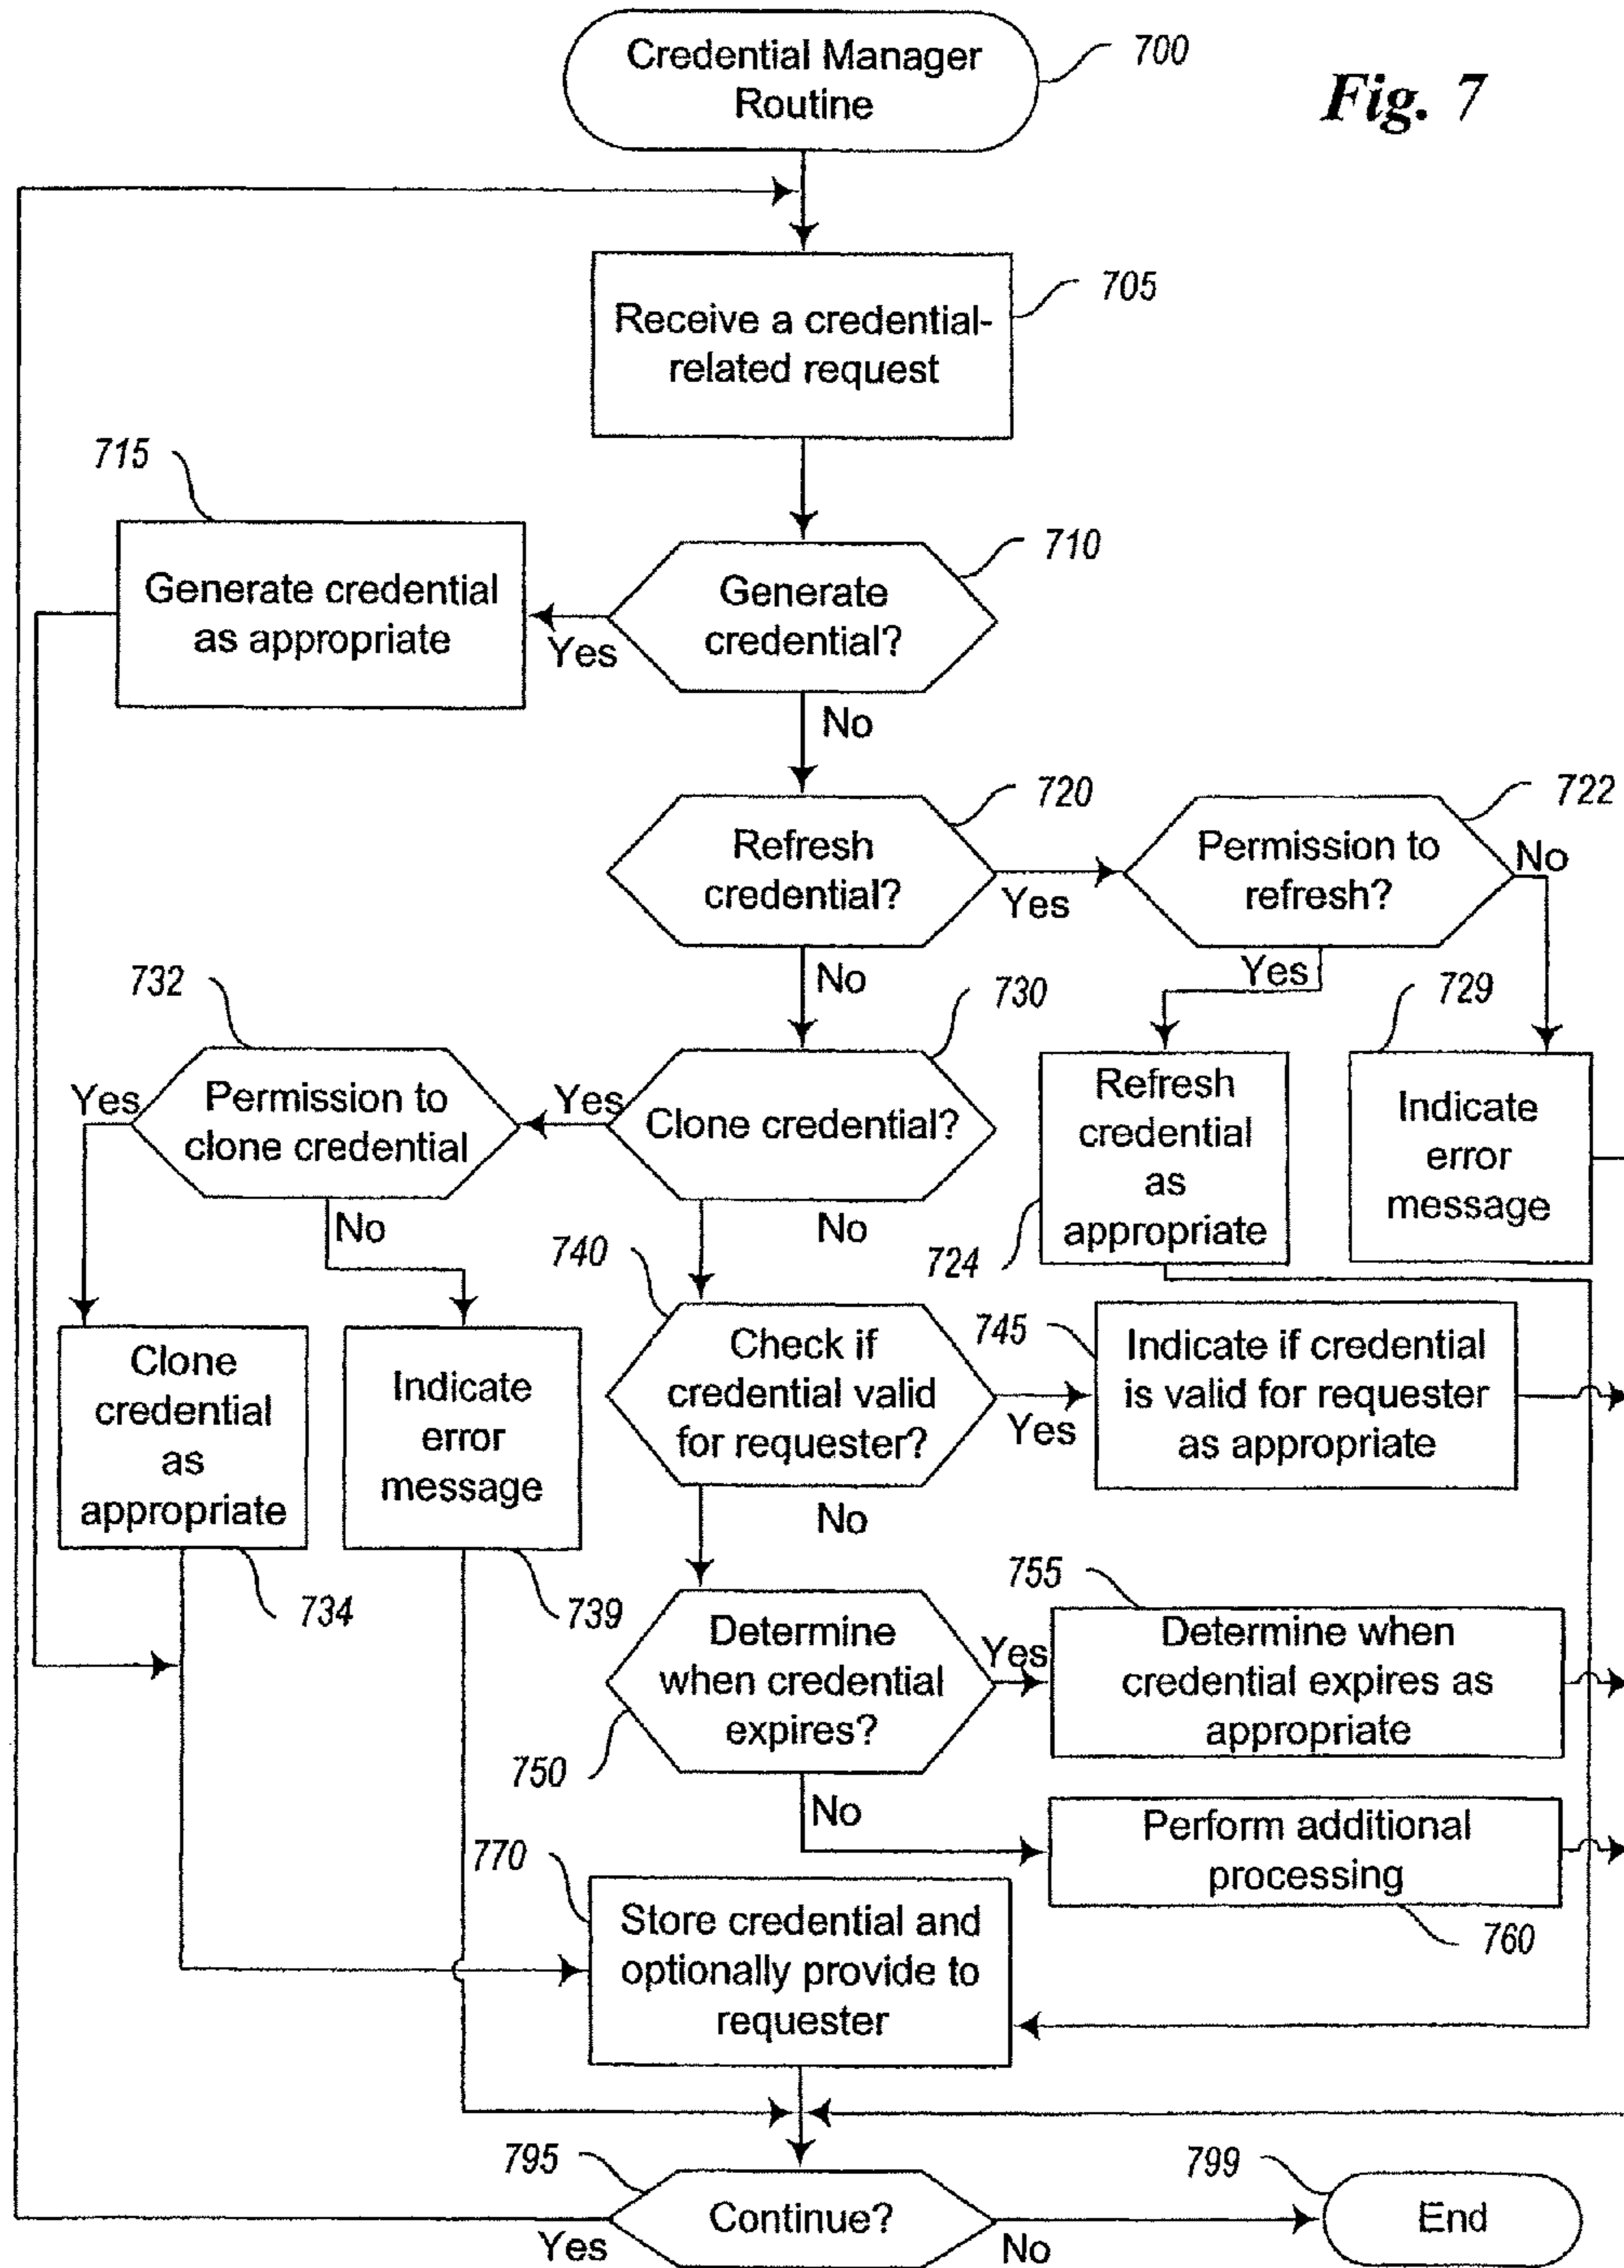 Credential Manager
Routine
700
Fig. 7
Receive a credential-
related request
705
715
Generate credential
as appropriate
710
Generate
credential?
Yes
No
720
Refresh
credential?
Yes
722
Permission to
refresh?
No
Yes
No
732
Permission to
clone credential
Yes
Yes
730
Clone credential?
729
Refresh
credential
as
appropriate
724
Indicate
error
message
No
No
740
Clone
credential
as
appropriate
734
Indicate
error
message
739
Check if
credential valid
for requester?
Yes
745
Indicate if credential
is valid for requester
as appropriate
No
755
Determine
when credential
expires?
750
Yes
Determine when
credential expires as
appropriate
No
Perform additional
processing
760
770
Store credential and
optionally provide to
requester
795
Continue?
Yes
No
799
End